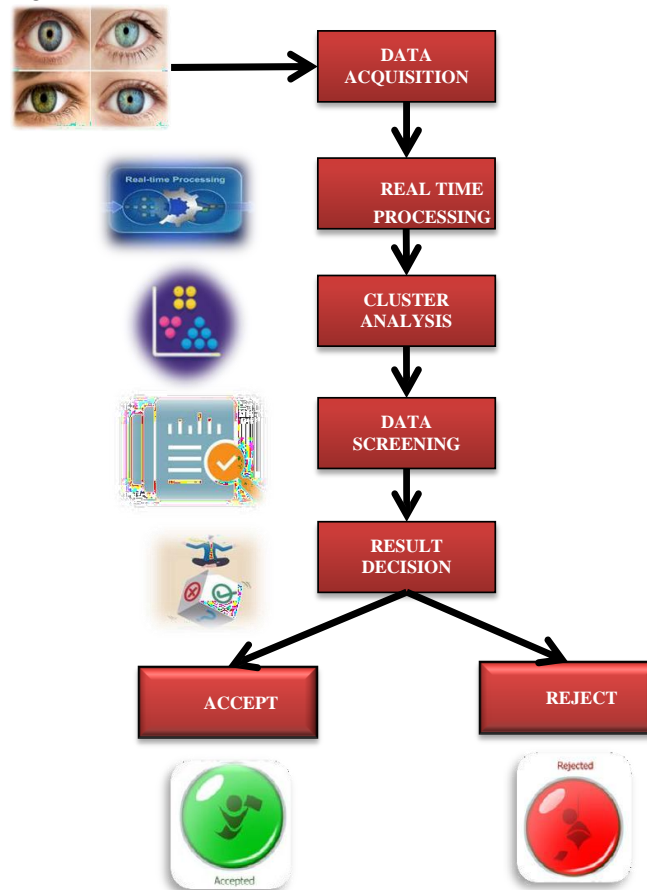 DATA
ACQUISITION
Real-time Processing
REAL TIME
PROCESSING
CLUSTER
ANALYSIS
DATA
SCREENING
RESULT
DECISION
ACCEPT
REJECT
Accepted
Rejected